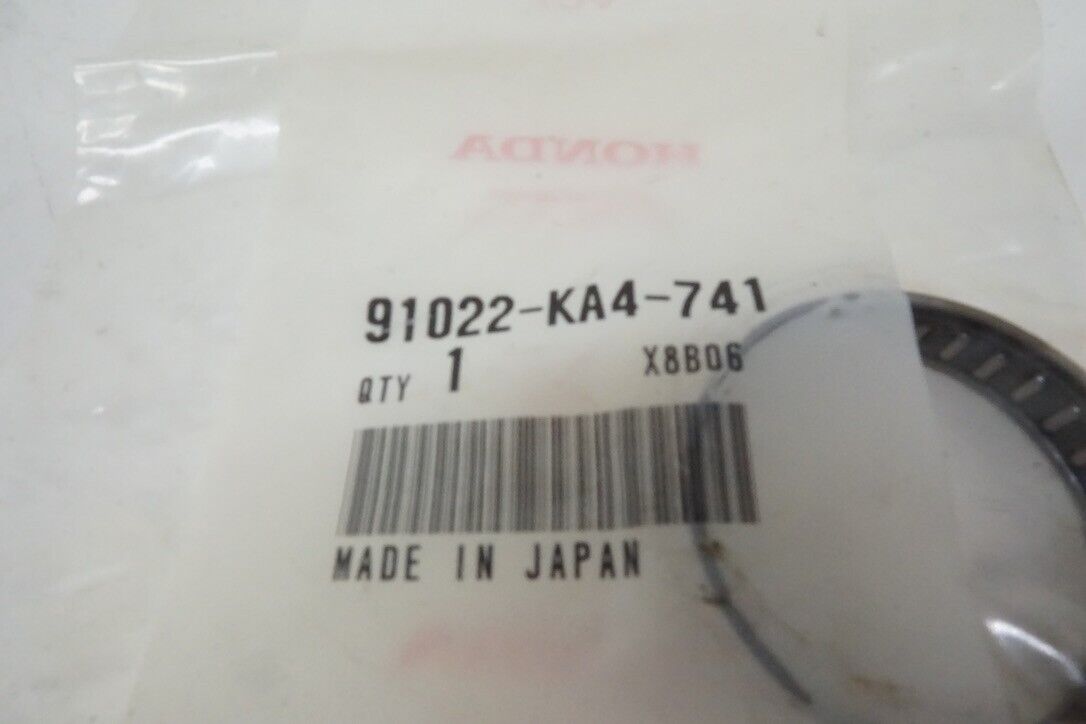 HONDA
91022-KA4-741
QTY 1 X8B06
MADE IN JAPAN